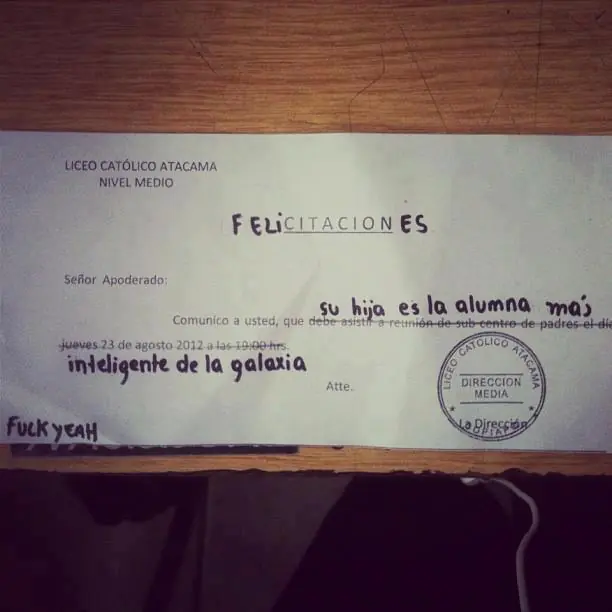 LICEO CATÓLICO ATACAMA
NIVEL MEDIO
FELiCITACIONES
Señor Apoderado:
su hija es la alumna más
Comunico a usted, que debe asistir a reunión de sub centro de padres el día
jueves 23 de agosto 2012 a las 19:00 hrs.
inteligente de la galaxia
Atte.
LICEO CATOLICO ATACAMA
DIRECCION
MEDIA
La Dirección
COPIAPO
FUCK YEAH